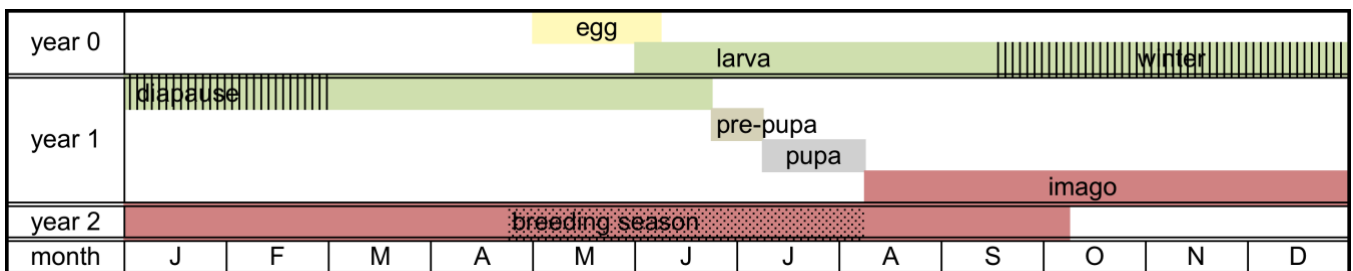 year 0
egg
larva
winter
diapause
year 1
pre-pupa
pupa
imago
year 2
breeding season
month J F M A M J J A S O N D